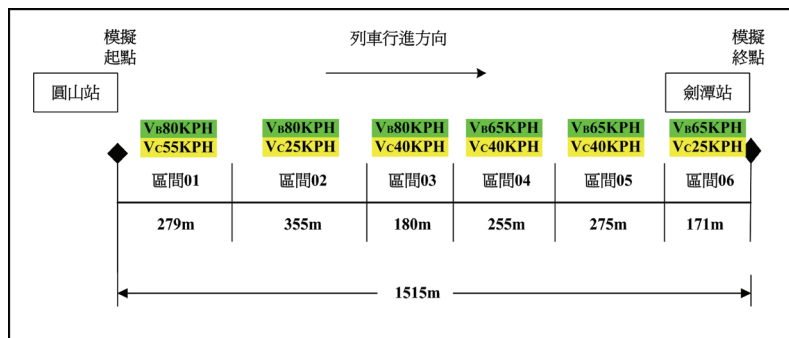 模擬
起點
列車行進方向
模擬
終點
圓山站
劍潭站
VB80KPH VB80KPH VB80KPH VB65KPH VB65KPH VB65KPH
VC55KPH VC25KPH VC40KPH VC40KPH VC40KPH VC25KPH
區間01 區間02 區間03 區間04 區間05 區間06
279m 355m 180m 255m 275m 171m
1515m